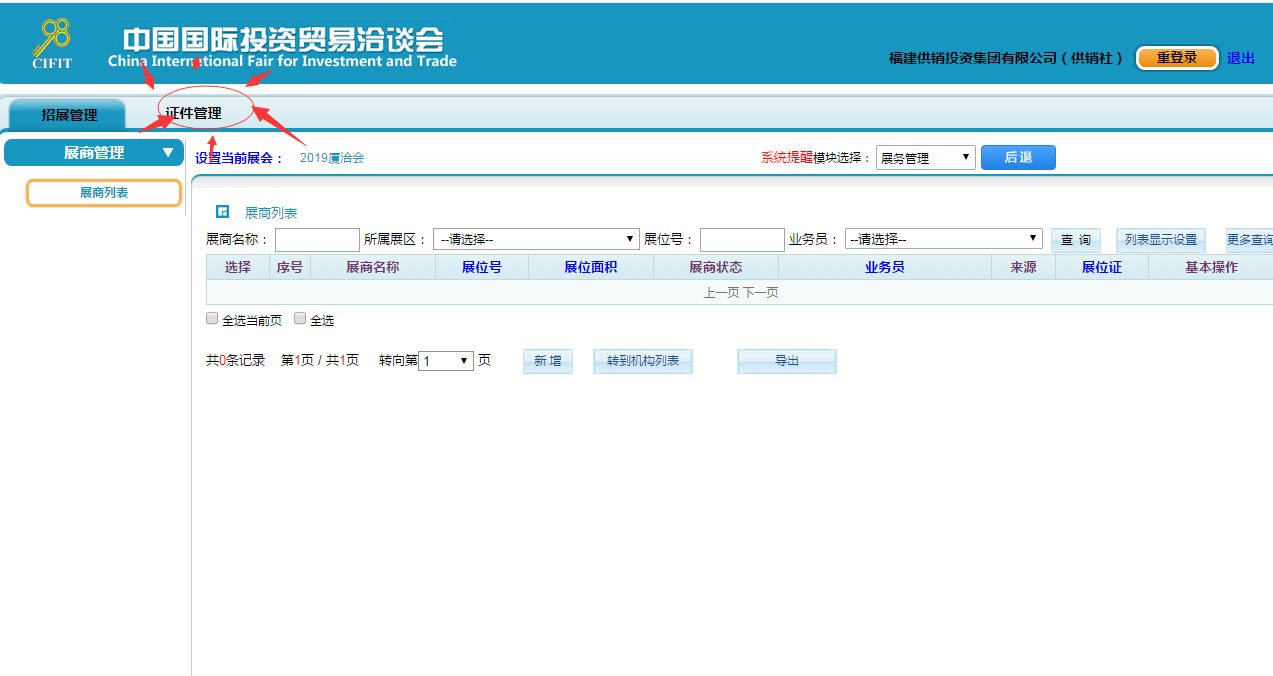 CIFIT
中国国际投资贸易洽谈会
China International Fair for Investment and Trade
福建供销投资集团有限公司（供销社） 重登录 退出
招展管理 证件管理
展商管理 ▼
展商列表
设置当前展会： 2019厦洽会 系统提醒模块选择： 展务管理 ▼ 后退
展商列表
展商名称： 所属展区： --请选择-- ▼ 展位号： 业务员： --请选择-- ▼ 查 询 列表显示设置 更多查询
选择 序号 展商名称 展位号 展位面积 展商状态 业务员 来源 展位证 基本操作
上一页 下一页
全选当前页 全选
共0条记录 第1页 / 共1页 转向第 1 ▼ 页 新 增 转到机构列表 导出